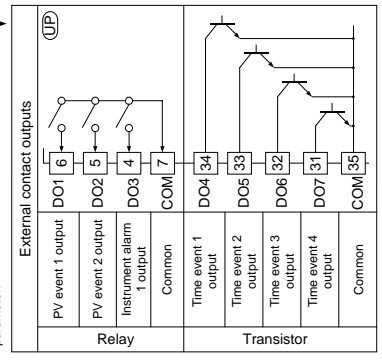 External contact outputs
UP
Relay
PV event 1 output
DO1 6
PV event 2 output
DO2 5
Instrument alarm
1 output
DO3 4
Common
COM 7
Transistor
Time event 1
output
DO4 34
Time event 2
output
DO5 33
Time event 3
output
DO6 32
Time event 4
output
DO7 31
Common
COM 35